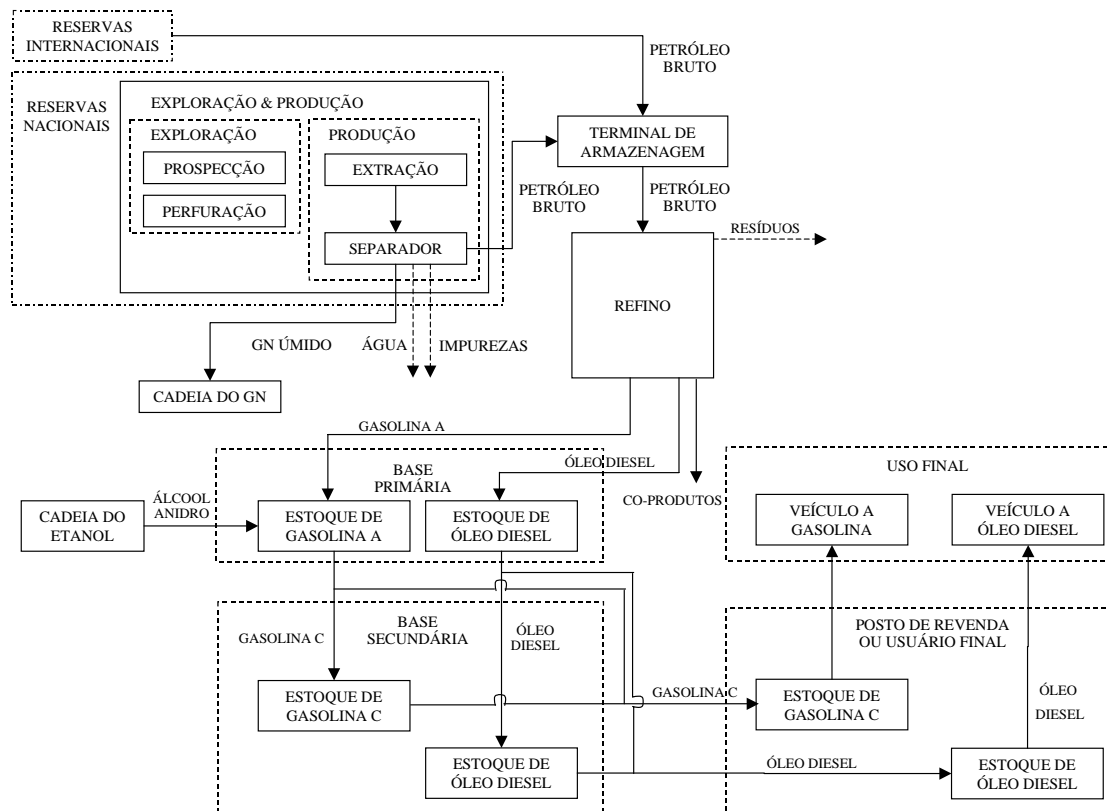 RESERVAS
INTERNACIONAIS
PETRÓLEO
BRUTO
RESERVAS
NACIONAIS
EXPLORAÇÃO & PRODUÇÃO
EXPLORAÇÃO
PROSPECÇÃO
PERFURAÇÃO
PRODUÇÃO
EXTRAÇÃO
SEPARADOR
PETRÓLEO
BRUTO
TERMINAL DE
ARMAZENAGEM
PETRÓLEO
BRUTO
RESÍDUOS
REFINO
GN ÚMIDO
ÁGUA
IMPUREZAS
CADEIA DO GN
GASOLINA A
ÓLEO DIESEL
CO-PRODUTOS
BASE
PRIMÁRIA
CADEIA DO
ETANOL
ÁLCOOL
ANIDRO
ESTOQUE DE
GASOLINA A
ESTOQUE DE
ÓLEO DIESEL
USO FINAL
VEÍCULO A
GASOLINA
VEÍCULO A
ÓLEO DIESEL
BASE
SECUNDÁRIA
GASOLINA C
ÓLEO
DIESEL
ESTOQUE DE
GASOLINA C
ESTOQUE DE
ÓLEO DIESEL
POSTO DE REVENDA
OU USUÁRIO FINAL
GASOLINA C
ESTOQUE DE
GASOLINA C
ÓLEO
DIESEL
ÓLEO DIESEL
ESTOQUE DE
ÓLEO DIESEL